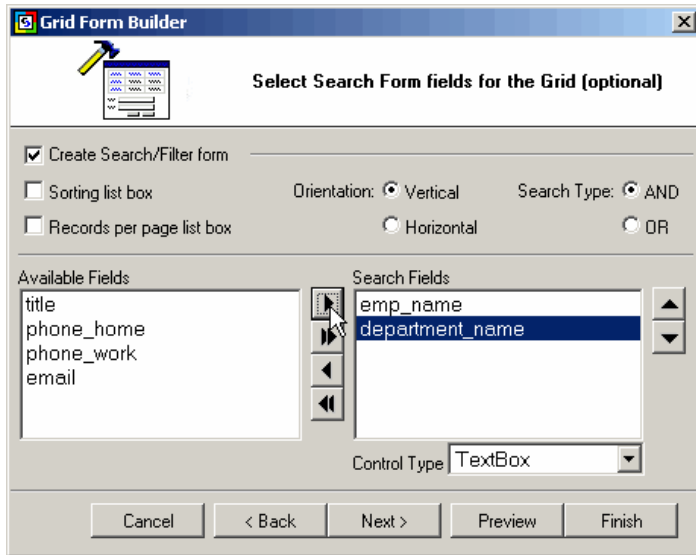 Grid Form Builder
Select Search Form fields for the Grid (optional)
Create Search/Filter form
Sorting list box Orientation: Vertical Search Type: AND
Records per page list box Horizontal OR
Available Fields Search Fields
title emp_name
phone_home department_name
phone_work
email
Control Type TextBox
Cancel < Back Next > Preview Finish